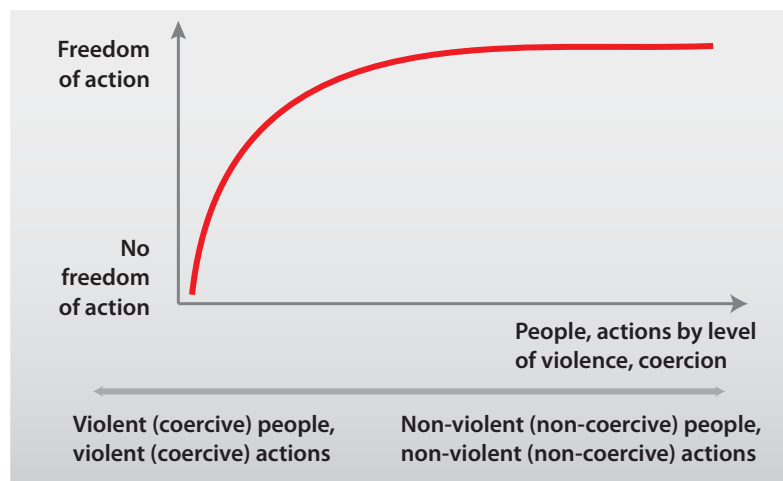 Freedom
of action
No
freedom
of action
People, actions by level
of violence, coercion
Violent (coercive) people,
violent (coercive) actions
Non-violent (non-coercive) people,
non-violent (non-coercive) actions